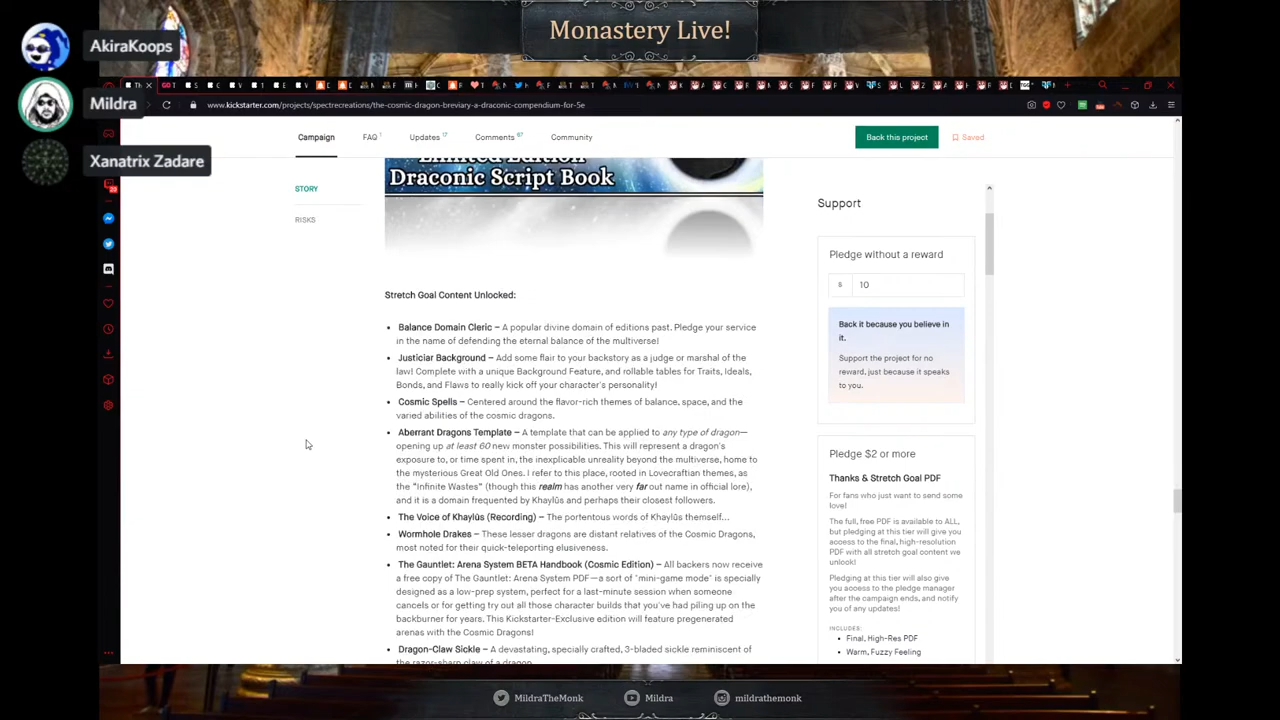 Monastery Live!
AkiraKoops
Mildra
Xanatrix Zadare
www.kickstarter.com/projects/spectrecreations/the-cosmic-dragon-breviary-a-draconic-compendium-for-5e
Campaign
FAQ 1
Updates 17
Comments 67
Community
Back this project
Saved
STORY
RISKS
Limited Edition
Draconic Script Book
Stretch Goal Content Unlocked:
• Balance Domain Cleric – A popular divine domain of editions past. Pledge your service
in the name of defending the eternal balance of the multiverse!
• Justiciar Background – Add some flair to your backstory as a judge or marshal of the
law! Complete with a unique Background Feature, and rollable tables for Traits, Ideals,
Bonds, and Flaws to really kick off your character's personality!
• Cosmic Spells – Centered around the flavor-rich themes of balance, space, and the
varied abilities of the cosmic dragons.
• Aberrant Dragons Template – A template that can be applied to any type of dragon—
opening up at least 60 new monster possibilities. This will represent a dragon's
exposure to, or time spent in, the inexplicable unreality beyond the multiverse, home to
the mysterious Great Old Ones. I refer to this place, rooted in Lovecraftian themes, as
the "Infinite Wastes" (though this realm has another very far out name in official lore),
and it is a domain frequented by Khaylûs and perhaps their closest followers.
• The Voice of Khaylûs (Recording) – The portentous words of Khaylûs themself...
• Wormhole Drakes – These lesser dragons are distant relatives of the Cosmic Dragons,
most noted for their quick-teleporting elusiveness.
• The Gauntlet: Arena System BETA Handbook (Cosmic Edition) – All backers now receive
a free copy of The Gauntlet: Arena System PDF—a sort of "mini-game mode" is specially
designed as a low-prep system, perfect for a last-minute session when someone
cancels or for getting try out all those character builds that you've had piling up on the
backburner for years. This Kickstarter-Exclusive edition will feature pregenerated
arenas with the Cosmic Dragons!
• Dragon-Claw Sickle – A devastating, specially crafted, 3-bladed sickle reminiscent of
the razor-sharp claw of a dragon.
Support
Pledge without a reward
$ 10
Back it because you believe in
it.
Support the project for no
reward, just because it speaks
to you.
Pledge $2 or more
Thanks & Stretch Goal PDF
For fans who just want to send some
love!
The full, free PDF is available to ALL,
but pledging at this tier will give you
access to the final, high-resolution
PDF with all stretch goal content we
unlock!
Pledging at this tier will also give
you access to the pledge manager
after the campaign ends, and notify
you of any updates!
INCLUDES:
• Final, High-Res PDF
• Warm, Fuzzy Feeling
MildraTheMonk
Mildra
mildrathemonk